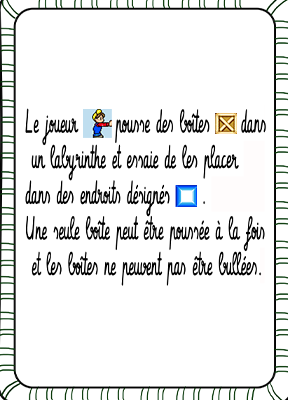 Le joueur pousse des boîtes dans
un labyrinthe et essaie de les placer
dans des endroits désignés .
Une seule boîte peut être poussée à la fois
et les boîtes ne peuvent pas être bullées.